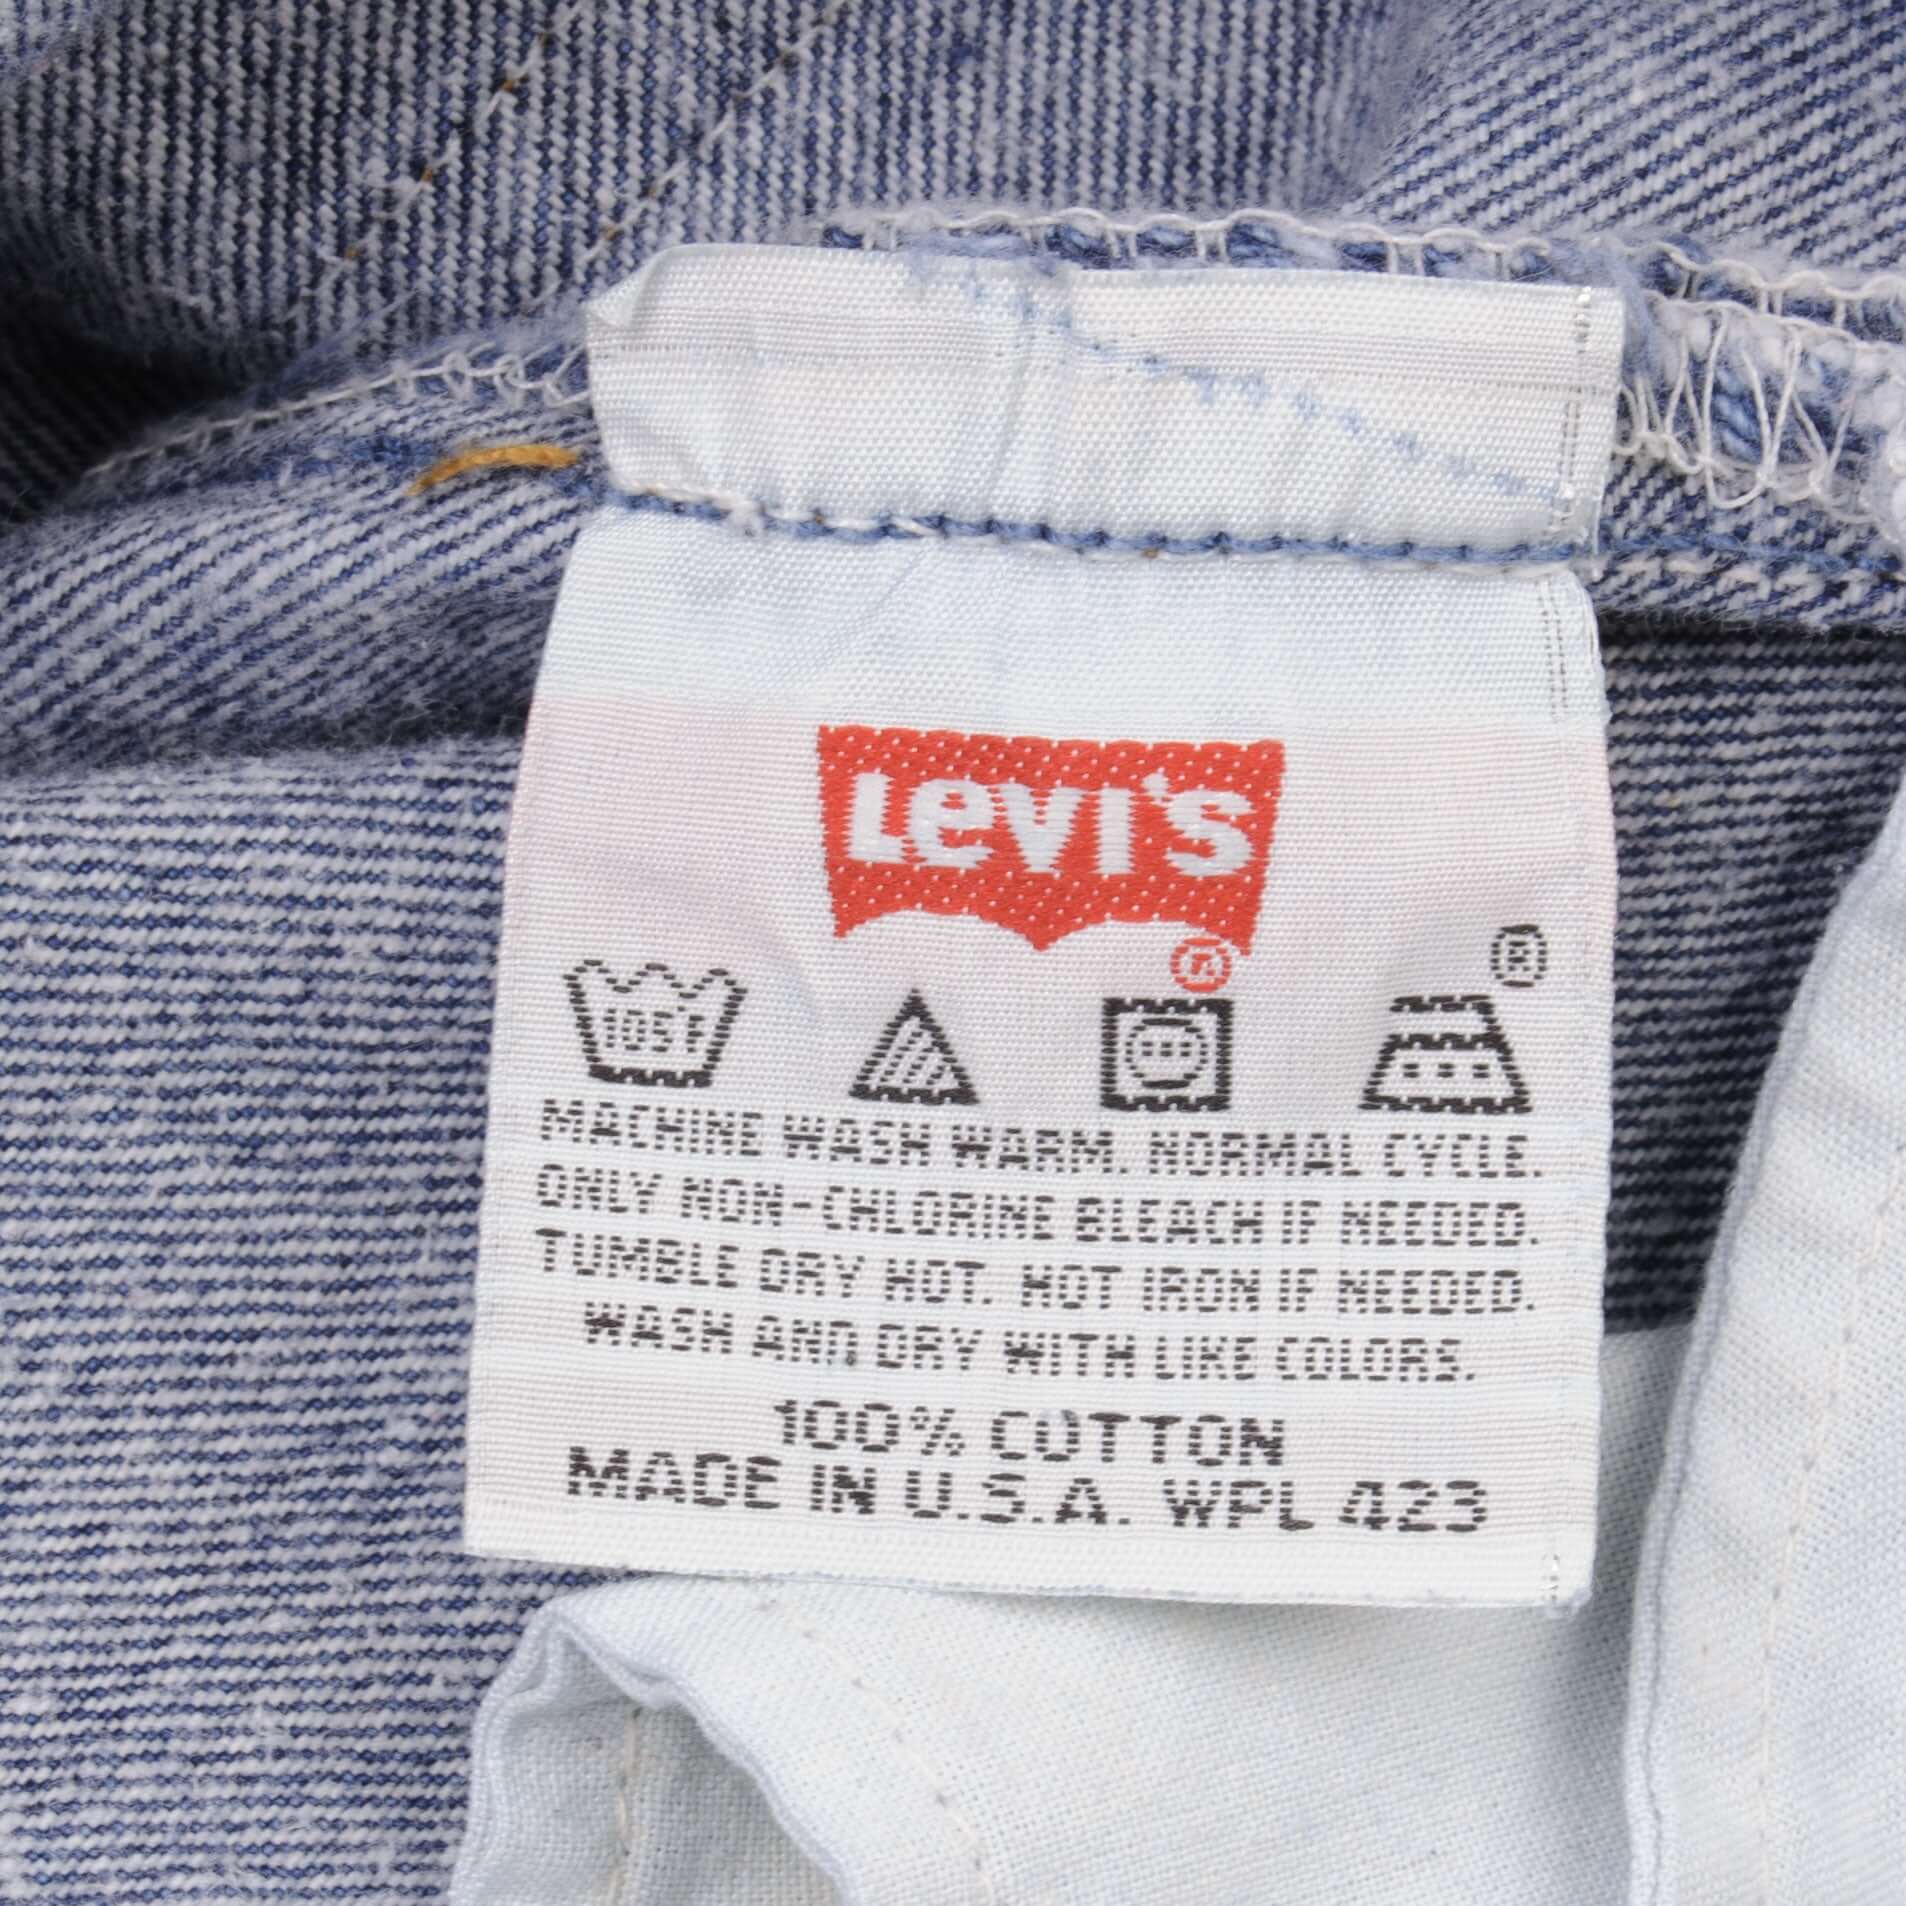 Levi's
®
®
105°F
MACHINE WASH WARM. NORMAL CYCLE.
ONLY NON-CHLORINE BLEACH IF NEEDED.
TUMBLE DRY HOT. HOT IRON IF NEEDED.
WASH AND DRY WITH LIKE COLORS.
100% COTTON
MADE IN U.S.A. WPL 423